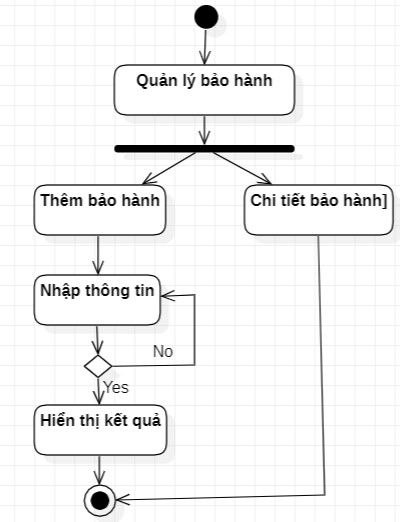 Quản lý bảo hành
Thêm bảo hành
Chi tiết bảo hành]
Nhập thông tin
No
Yes
Hiển thị kết quả